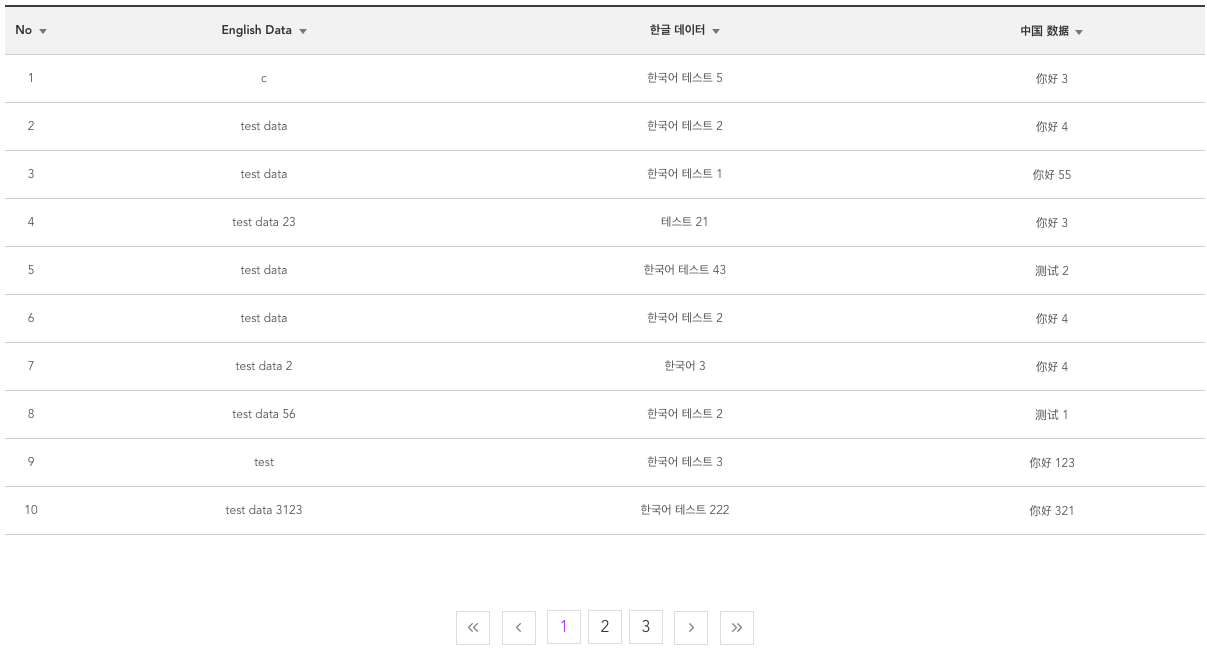 No English Data 한글 데이터 中国 数据
1 c 한국어 테스트 5 你好 3
2 test data 한국어 테스트 2 你好 4
3 test data 한국어 테스트 1 你好 55
4 test data 23 테스트 21 你好 3
5 test data 한국어 테스트 43 测试 2
6 test data 한국어 테스트 2 你好 4
7 test data 2 한국어 3 你好 4
8 test data 56 한국어 테스트 2 测试 1
9 test 한국어 테스트 3 你好 123
10 test data 3123 한국어 테스트 222 你好 321
« ‹ 1 2 3 › »